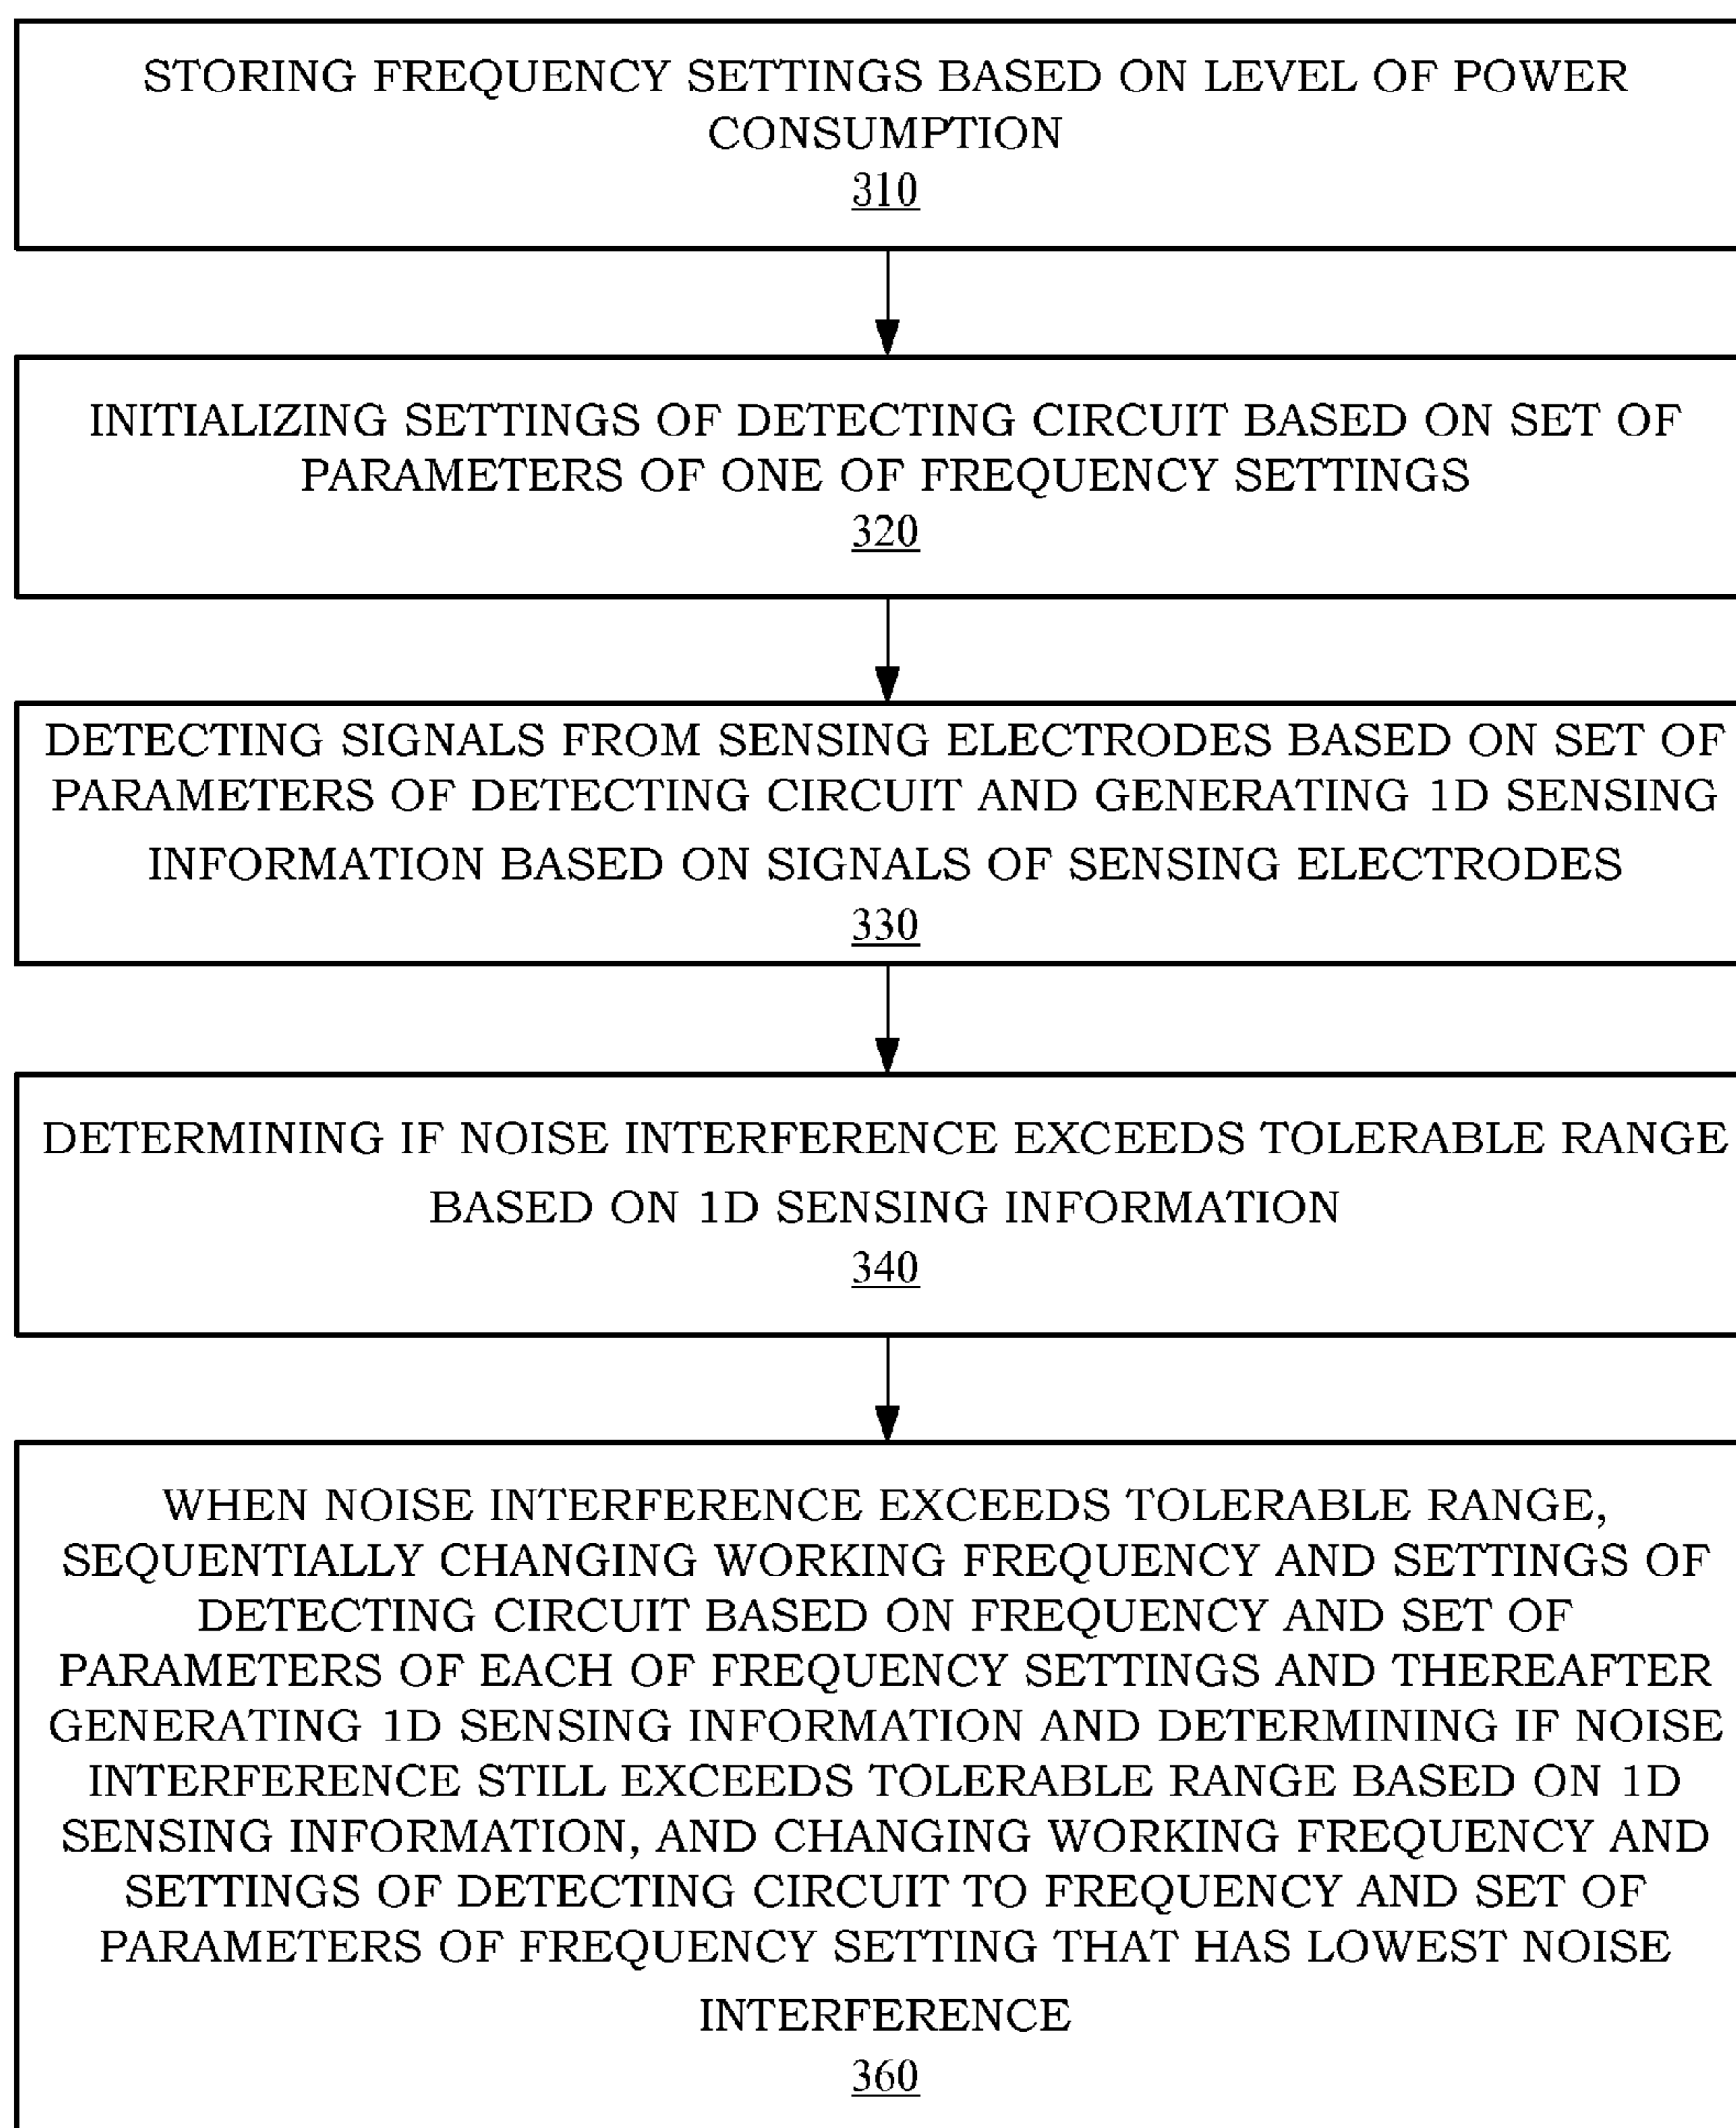 STORING FREQUENCY SETTINGS BASED ON LEVEL OF POWER
CONSUMPTION
310
INITIALIZING SETTINGS OF DETECTING CIRCUIT BASED ON SET OF
PARAMETERS OF ONE OF FREQUENCY SETTINGS
320
DETECTING SIGNALS FROM SENSING ELECTRODES BASED ON SET OF
PARAMETERS OF DETECTING CIRCUIT AND GENERATING 1D SENSING
INFORMATION BASED ON SIGNALS OF SENSING ELECTRODES
330
DETERMINING IF NOISE INTERFERENCE EXCEEDS TOLERABLE RANGE
BASED ON 1D SENSING INFORMATION
340
WHEN NOISE INTERFERENCE EXCEEDS TOLERABLE RANGE,
SEQUENTIALLY CHANGING WORKING FREQUENCY AND SETTINGS OF
DETECTING CIRCUIT BASED ON FREQUENCY AND SET OF
PARAMETERS OF EACH OF FREQUENCY SETTINGS AND THEREAFTER
GENERATING 1D SENSING INFORMATION AND DETERMINING IF NOISE
INTERFERENCE STILL EXCEEDS TOLERABLE RANGE BASED ON 1D
SENSING INFORMATION, AND CHANGING WORKING FREQUENCY AND
SETTINGS OF DETECTING CIRCUIT TO FREQUENCY AND SET OF
PARAMETERS OF FREQUENCY SETTING THAT HAS LOWEST NOISE
INTERFERENCE
360